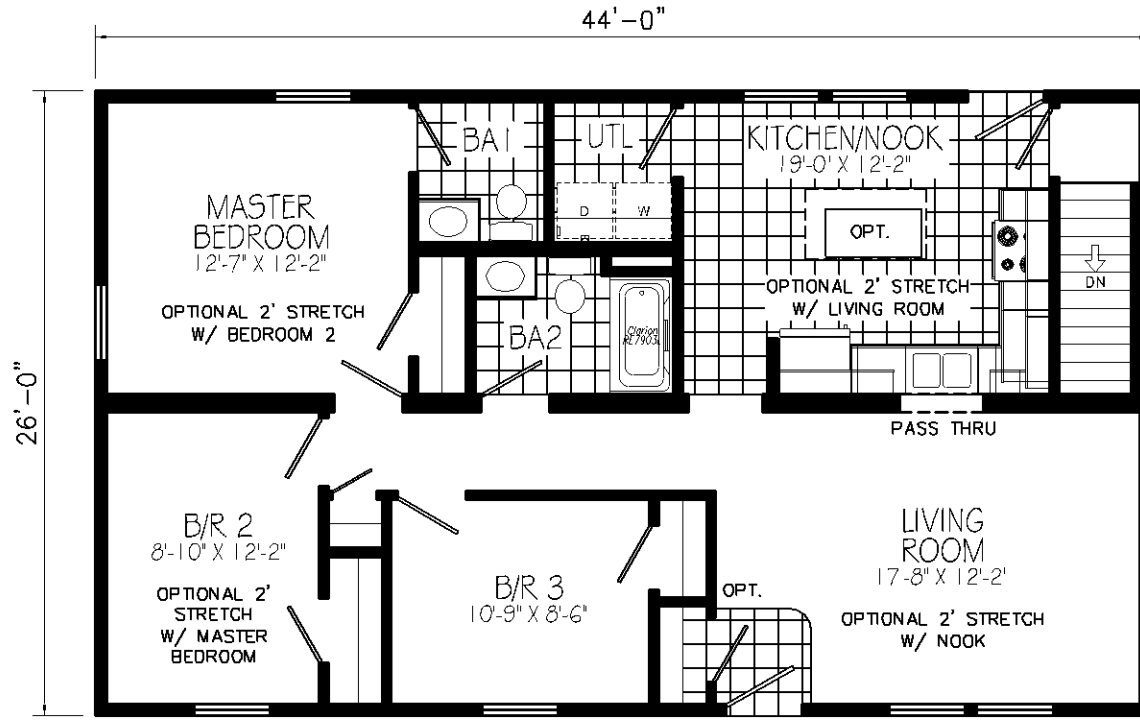 44'-0"
26'-0"
MASTER
BEDROOM
12'-7" X 12'-2"
OPTIONAL 2' STRETCH
W/ BEDROOM 2
BA1
UTL
D
W
KITCHEN/NOOK
19'-0' X 12'-2"
OPT.
OPTIONAL 2' STRETCH
W/ LIVING ROOM
DN
BA2
Clarion
RE7903
PASS THRU
B/R 2
8'-10" X 12'-2"
OPTIONAL 2'
STRETCH
W/ MASTER
BEDROOM
B/R 3
10'-9" X 8'-6"
OPT.
LIVING
ROOM
17'-8" X 12'-2'
OPTIONAL 2' STRETCH
W/ NOOK